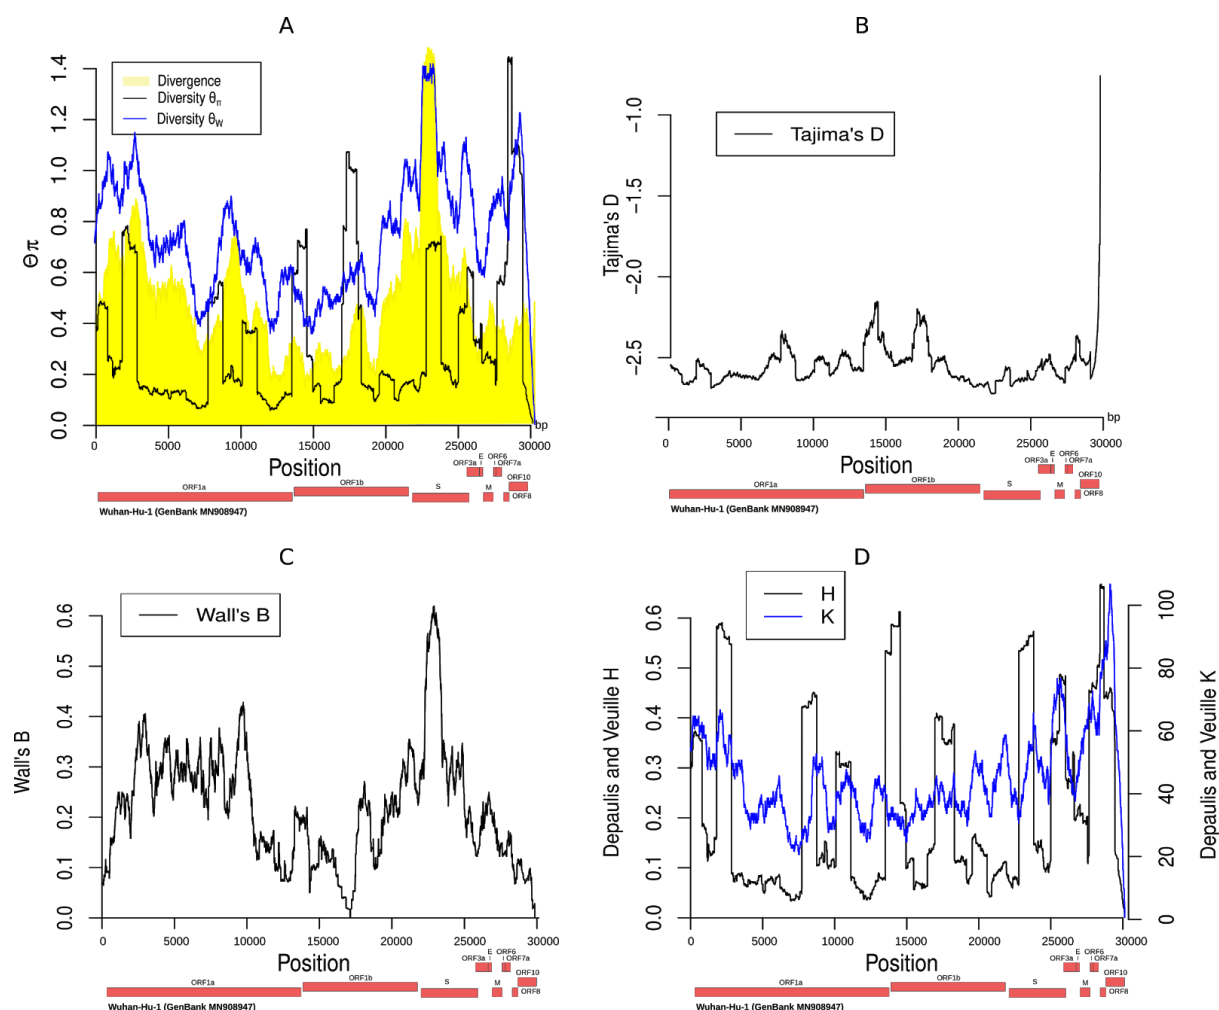 A
Θπ
1.4
1.2
1.0
0.8
0.6
0.4
0.2
0.0
Divergence
Diversity θπ
Diversity θW
0 5000 10000 15000 20000 25000 30000
bp
Position
E ORF6
ORF3a ORF7a
ORF10
ORF1a ORF1b S M ORF8
Wuhan-Hu-1 (GenBank MN908947)
B
Tajima's D
−1.0
−1.5
−2.0
−2.5
Tajima's D
bp
0 5000 10000 15000 20000 25000 30000
Position
E ORF6
ORF3a ORF7a
ORF10
ORF1a ORF1b S M ORF8
Wuhan-Hu-1 (GenBank MN908947)
C
Wall's B
0.6
0.5
0.4
0.3
0.2
0.1
0.0
Wall's B
0 5000 10000 15000 20000 25000 30000
Position
E ORF6
ORF3a ORF7a
ORF10
ORF1a ORF1b S M ORF8
Wuhan-Hu-1 (GenBank MN908947)
D
Depaulis and Veuille H
0.6
0.5
0.4
0.3
0.2
0.1
0.0
H
K
100
80
60
40
20
0
Depaulis and Veuille K
0 5000 10000 15000 20000 25000 30000
Position
E ORF6
ORF3a ORF7a
ORF10
ORF1a ORF1b S M ORF8
Wuhan-Hu-1 (GenBank MN908947)